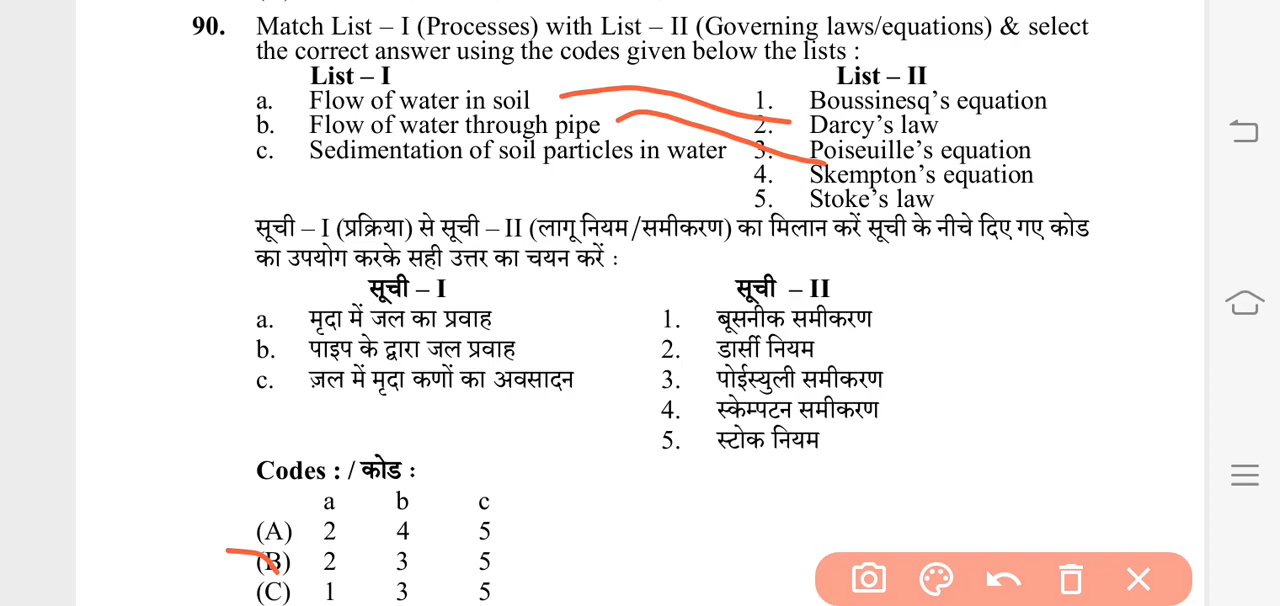 90. Match List – I (Processes) with List – II (Governing laws/equations) & select
the correct answer using the codes given below the lists :
List – I List – II
a. Flow of water in soil 1. Boussinesq's equation
b. Flow of water through pipe 2. Darcy's law
c. Sedimentation of soil particles in water 3. Poiseuille's equation
4. Skempton's equation
5. Stoke's law
सूची – I (प्रक्रिया) से सूची – II (लागू नियम/समीकरण) का मिलान करें सूची के नीचे दिए गए कोड
का उपयोग करके सही उत्तर का चयन करें :
सूची – I सूची – II
a. मृदा में जल का प्रवाह 1. बूसनीक समीकरण
b. पाइप के द्वारा जल प्रवाह 2. डार्सी नियम
c. ज़ल में मृदा कणों का अवसादन 3. पोईस्युली समीकरण
4. स्केम्पटन समीकरण
5. स्टोक नियम
Codes : / कोड :
a b c
(A) 2 4 5
(B) 2 3 5
(C) 1 3 5